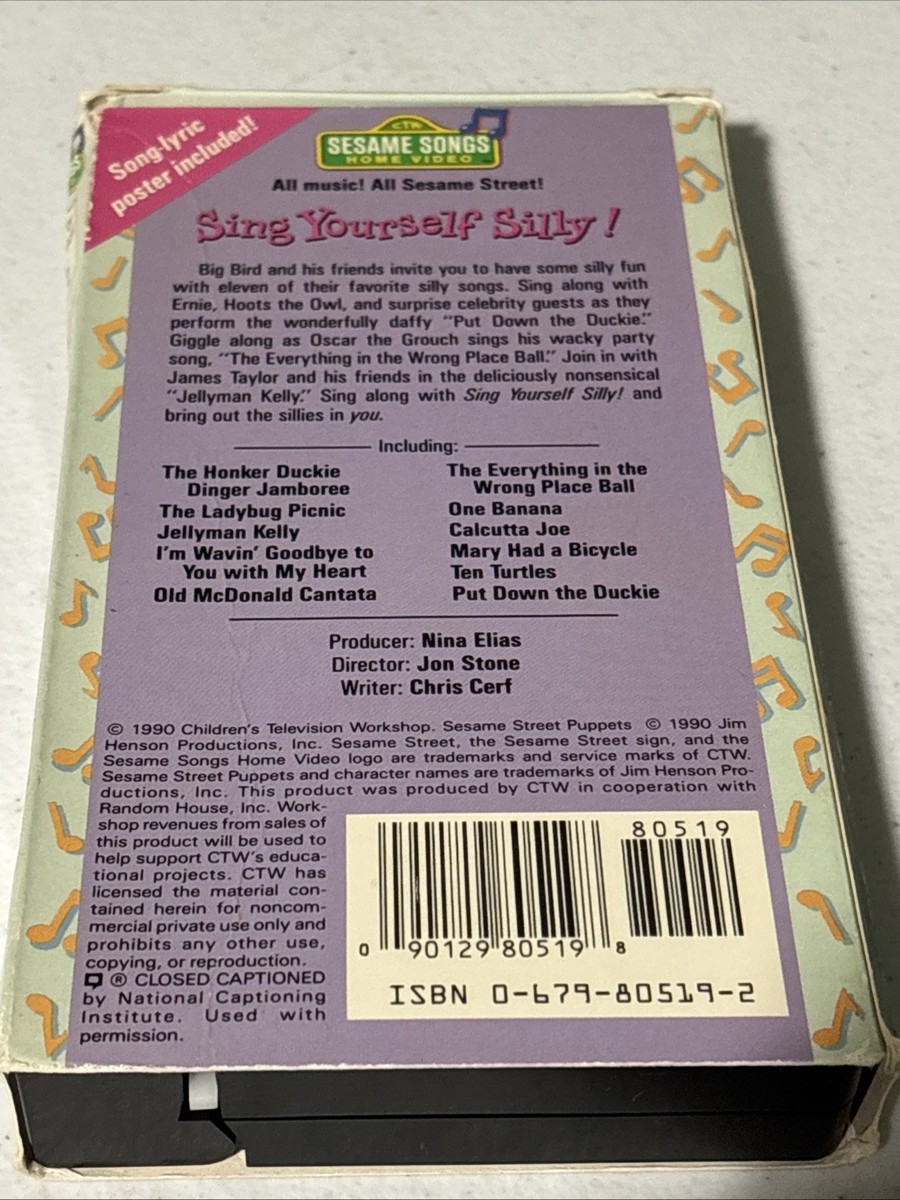 Song-lyric
poster included!
CTW
SESAME SONGS
HOME VIDEO
All music! All Sesame Street!
Sing Yourself Silly!
Big Bird and his friends invite you to have some silly fun
with eleven of their favorite silly songs. Sing along with
Ernie, Hoots the Owl, and surprise celebrity guests as they
perform the wonderfully daffy "Put Down the Duckie."
Giggle along as Oscar the Grouch sings his wacky party
song, "The Everything in the Wrong Place Ball." Join in with
James Taylor and his friends in the deliciously nonsensical
"Jellyman Kelly." Sing along with Sing Yourself Silly! and
bring out the sillies in you.
Including:
The Honker Duckie
Dinger Jamboree
The Ladybug Picnic
Jellyman Kelly
I'm Wavin' Goodbye to
You with My Heart
Old McDonald Cantata
The Everything in the
Wrong Place Ball
One Banana
Calcutta Joe
Mary Had a Bicycle
Ten Turtles
Put Down the Duckie
Producer: Nina Elias
Director: Jon Stone
Writer: Chris Cerf
© 1990 Children's Television Workshop. Sesame Street Puppets © 1990 Jim
Henson Productions, Inc. Sesame Street, the Sesame Street sign, and the
Sesame Songs Home Video logo are trademarks and service marks of CTW.
Sesame Street Puppets and character names are trademarks of Jim Henson Pro-
ductions, Inc. This product was produced by CTW in cooperation with
Random House, Inc. Work-
shop revenues from sales of
this product will be used to
help support CTW's educa-
tional projects. CTW has
licensed the material con-
tained herein for noncom-
mercial private use only and
prohibits any other use,
copying, or reproduction.
® CLOSED CAPTIONED
by National Captioning
Institute. Used with
permission.
80519
0 90129 80519 8
ISBN 0-679-80519-2